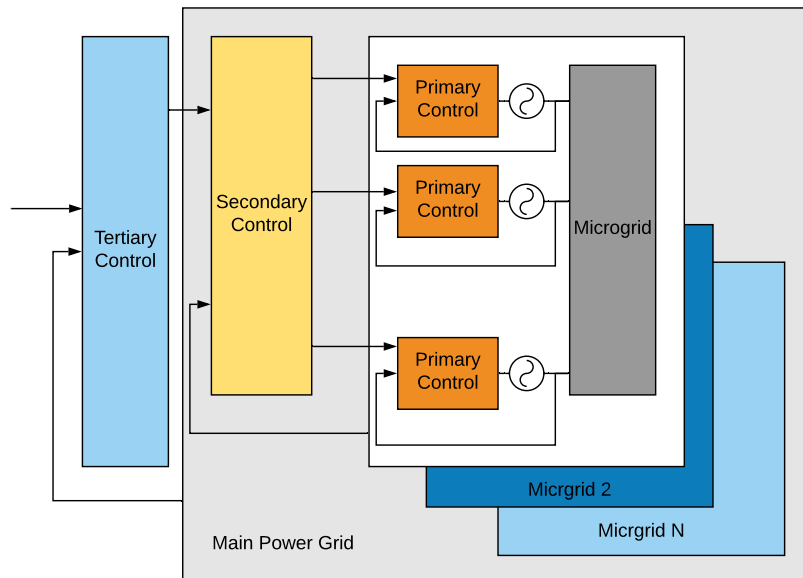 Tertiary
Control
Secondary
Control
Primary
Control
Primary
Control
Primary
Control
Microgrid
Micrgrid 2
Micrgrid N
Main Power Grid